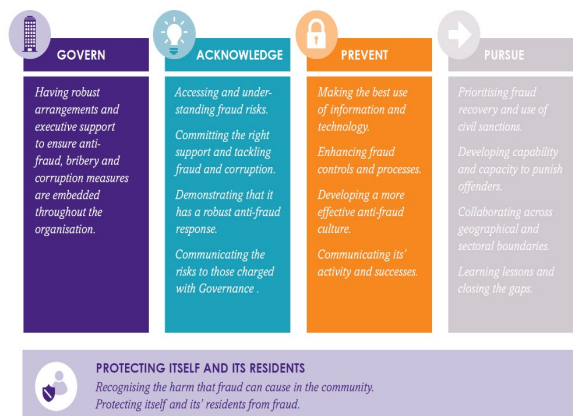 GOVERN
Having robust
arrangements and
executive support
to ensure anti-
fraud, bribery and
corruption measures
are embedded
throughout the
organisation.
ACKNOWLEDGE
Accessing and under-
standing fraud risks.
Committing the right
support and tackling
fraud and corruption.
Demonstrating that it
has a robust anti-fraud
response.
Communicating the
risks to those charged
with Governance .
PREVENT
Making the best use
of information and
technology.
Enhancing fraud
controls and processes.
Developing a more
effective anti-fraud
culture.
Communicating its'
activity and successes.
PURSUE
Prioritising fraud
recovery and use of
civil sanctions.
Developing capability
and capacity to punish
offenders.
Collaborating across
geographical and
sectoral boundaries.
Learning lessons and
closing the gaps.
PROTECTING ITSELF AND ITS RESIDENTS
Recognising the harm that fraud can cause in the community.
Protecting itself and its' residents from fraud.